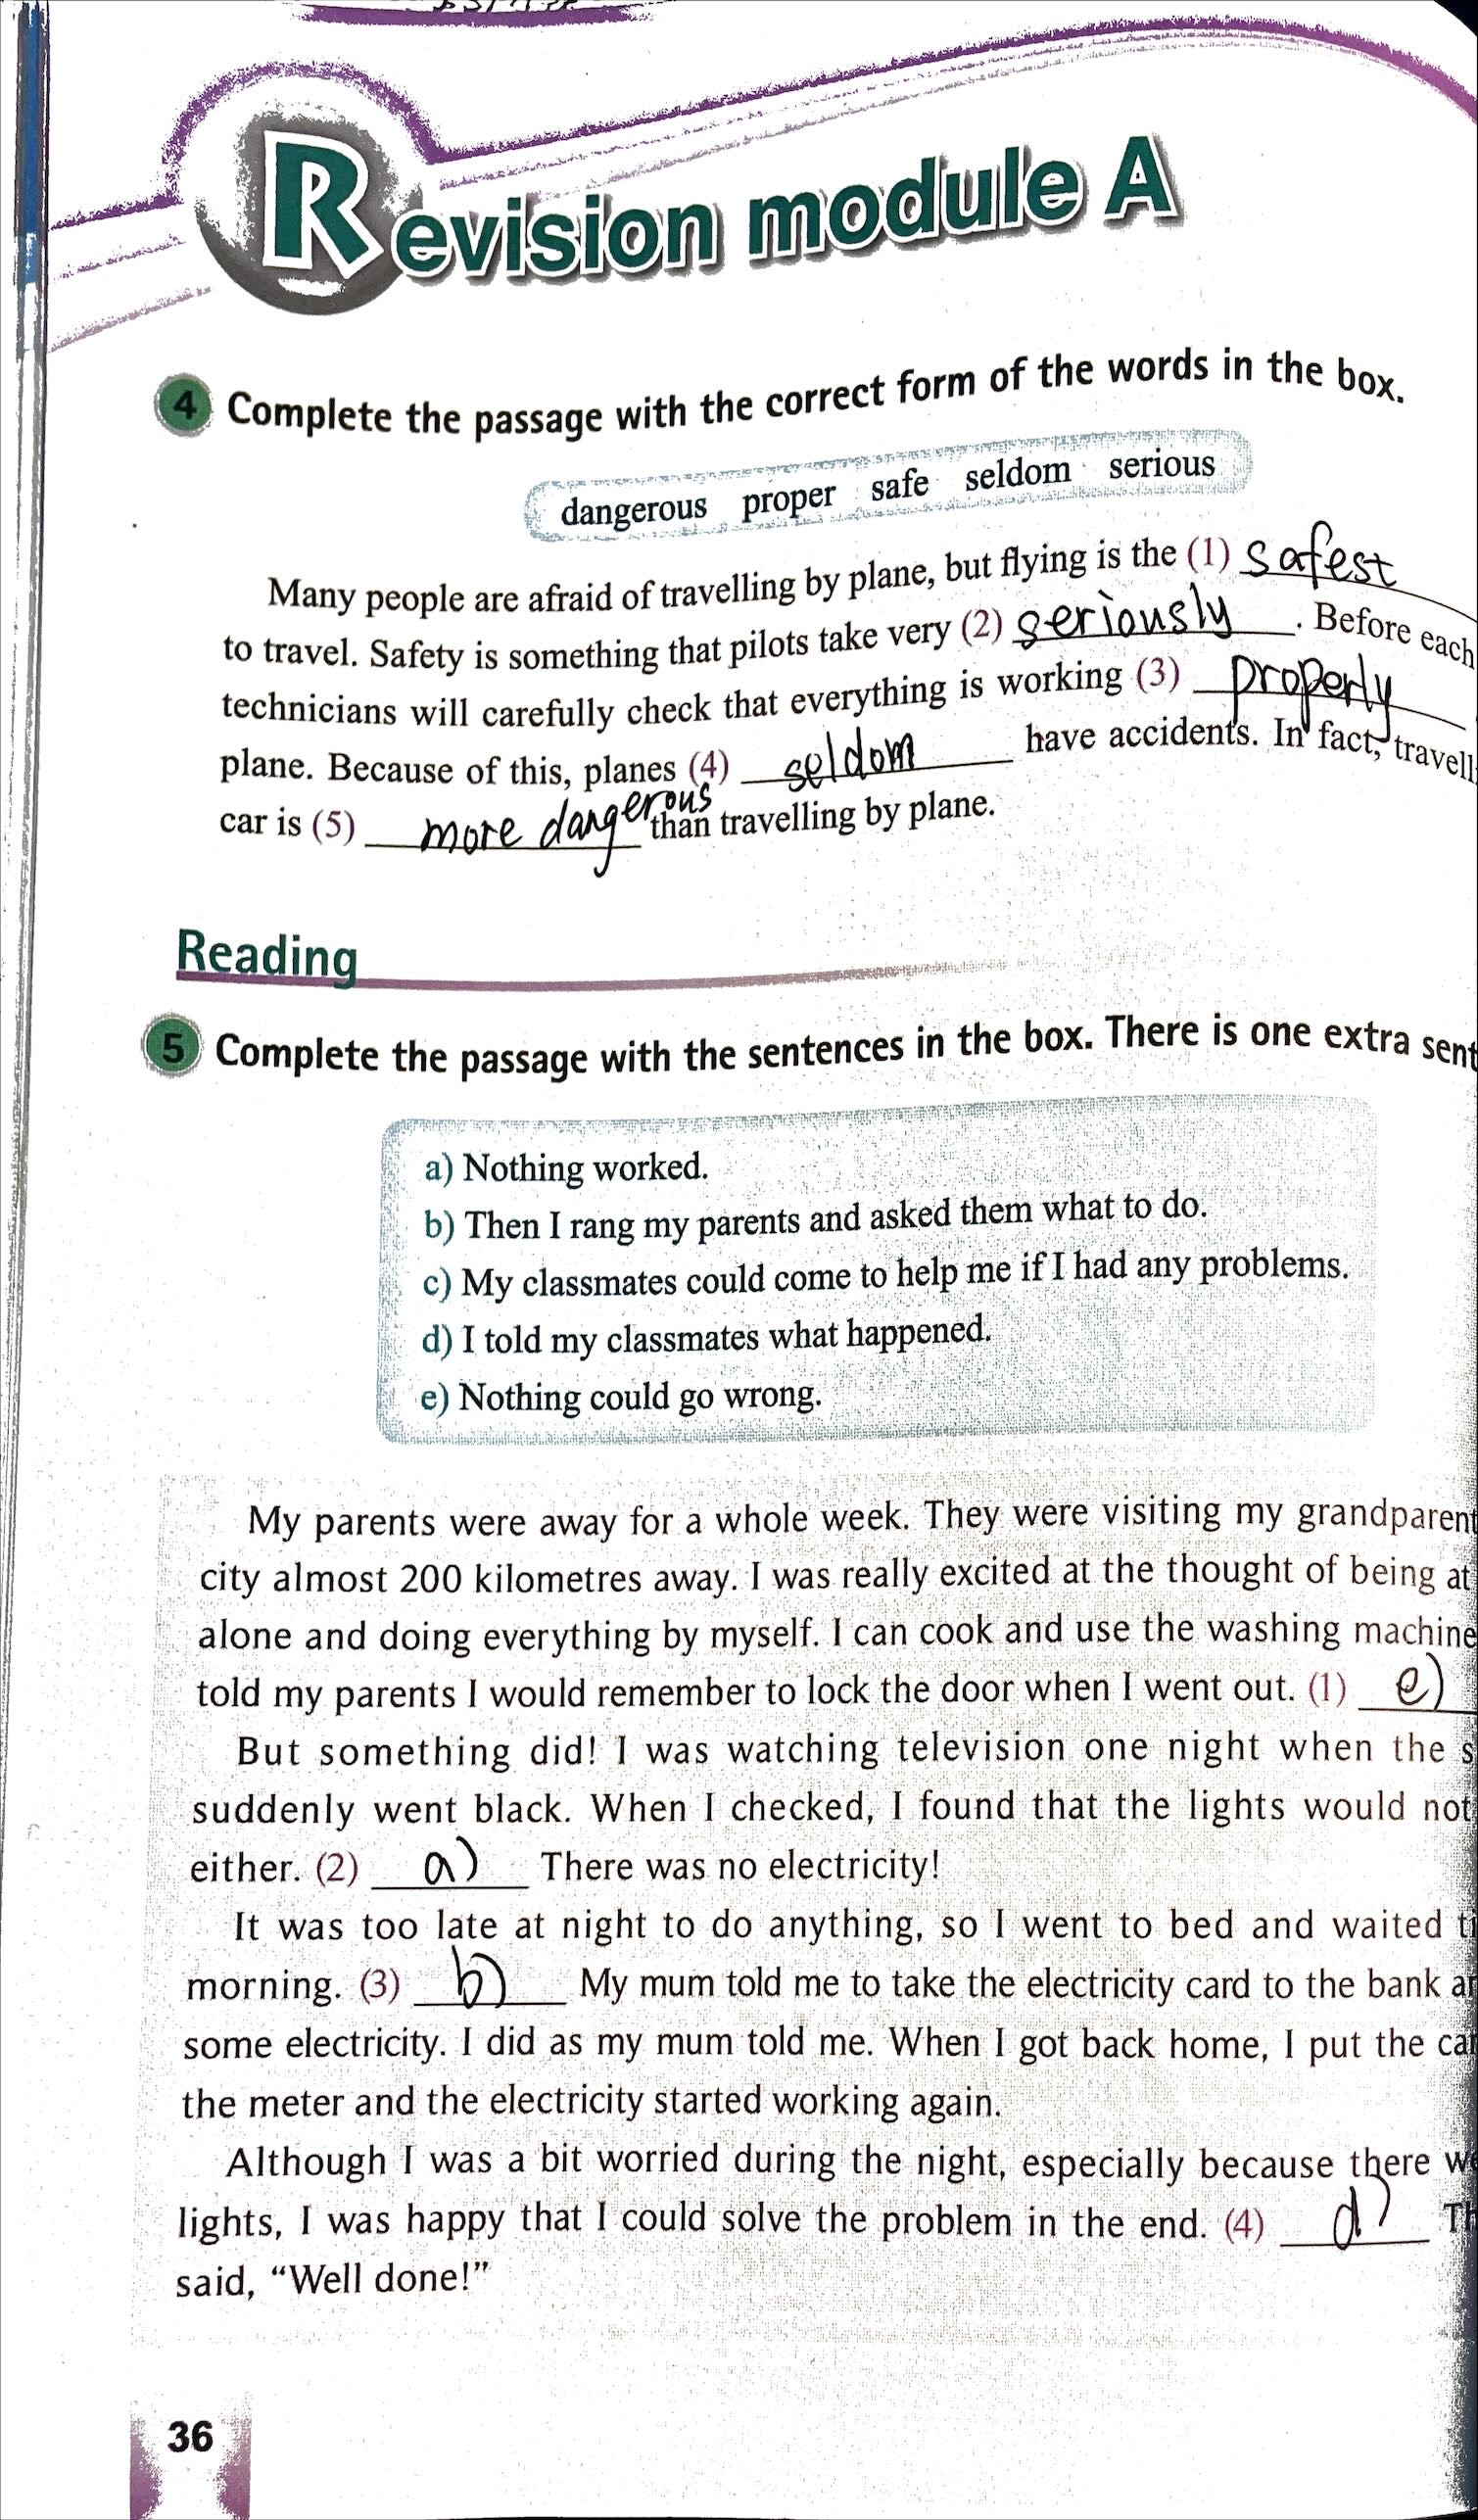 Revision module A
4 Complete the passage with the correct form of the words in the box.
dangerous proper safe seldom serious
Many people are afraid of travelling by plane, but flying is the (1) safest
to travel. Safety is something that pilots take very (2) seriously. Before each
technicians will carefully check that everything is working (3) properly
plane. Because of this, planes (4) seldom have accidents. In fact, travell
car is (5) more dangerous than travelling by plane.
Reading
5 Complete the passage with the sentences in the box. There is one extra sent
a) Nothing worked.
b) Then I rang my parents and asked them what to do.
c) My classmates could come to help me if I had any problems.
d) I told my classmates what happened.
e) Nothing could go wrong.
My parents were away for a whole week. They were visiting my grandparent
city almost 200 kilometres away. I was really excited at the thought of being at
alone and doing everything by myself. I can cook and use the washing machine
told my parents I would remember to lock the door when I went out. (1) e)
But something did! I was watching television one night when the s
suddenly went black. When I checked, I found that the lights would not
either. (2) a) There was no electricity!
It was too late at night to do anything, so I went to bed and waited
morning. (3) b) My mum told me to take the electricity card to the bank
some electricity. I did as my mum told me. When I got back home, I put the
the meter and the electricity started working again.
Although I was a bit worried during the night, especially because there
lights, I was happy that I could solve the problem in the end. (4) d)
said, “Well done!”
36